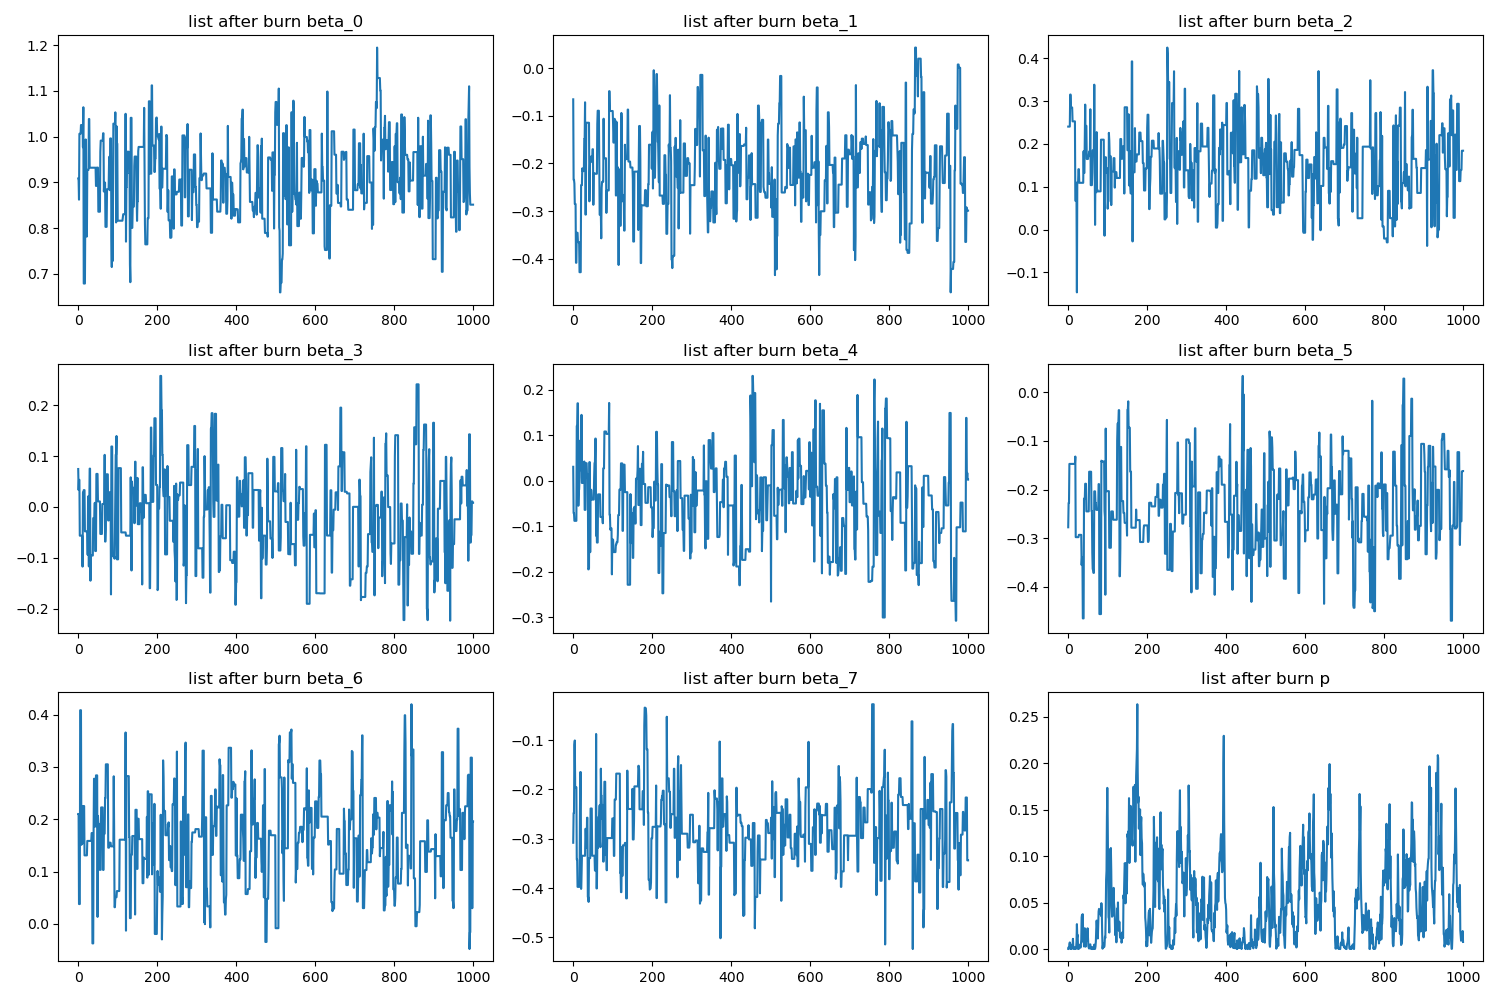 list after burn beta_0
1.2
1.1
1.0
0.9
0.8
0.7
0 200 400 600 800 1000
list after burn beta_1
0.0
−0.1
−0.2
−0.3
−0.4
0 200 400 600 800 1000
list after burn beta_2
0.4
0.3
0.2
0.1
0.0
−0.1
0 200 400 600 800 1000
list after burn beta_3
0.2
0.1
0.0
−0.1
−0.2
0 200 400 600 800 1000
list after burn beta_4
0.2
0.1
0.0
−0.1
−0.2
−0.3
0 200 400 600 800 1000
list after burn beta_5
0.0
−0.1
−0.2
−0.3
−0.4
0 200 400 600 800 1000
list after burn beta_6
0.4
0.3
0.2
0.1
0.0
0 200 400 600 800 1000
list after burn beta_7
−0.1
−0.2
−0.3
−0.4
−0.5
0 200 400 600 800 1000
list after burn p
0.25
0.20
0.15
0.10
0.05
0.00
0 200 400 600 800 1000